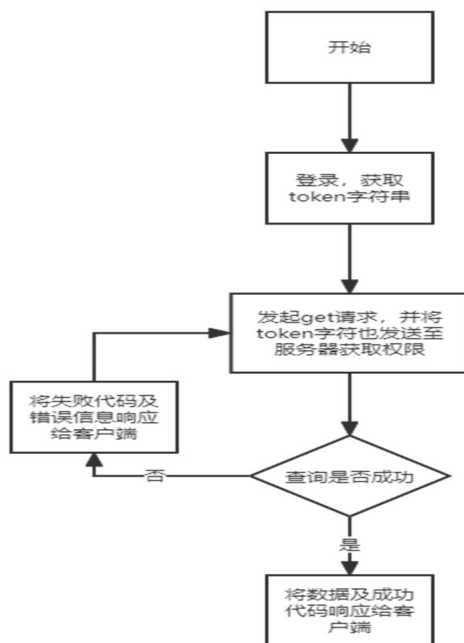 开始
登录，获取
token字符串
发起get请求，并将
token字符也发送至
服务器获取权限
将失败代码及
错误信息响应
给客户端
查询是否成功
否
是
将数据及成功
代码响应给客
户端